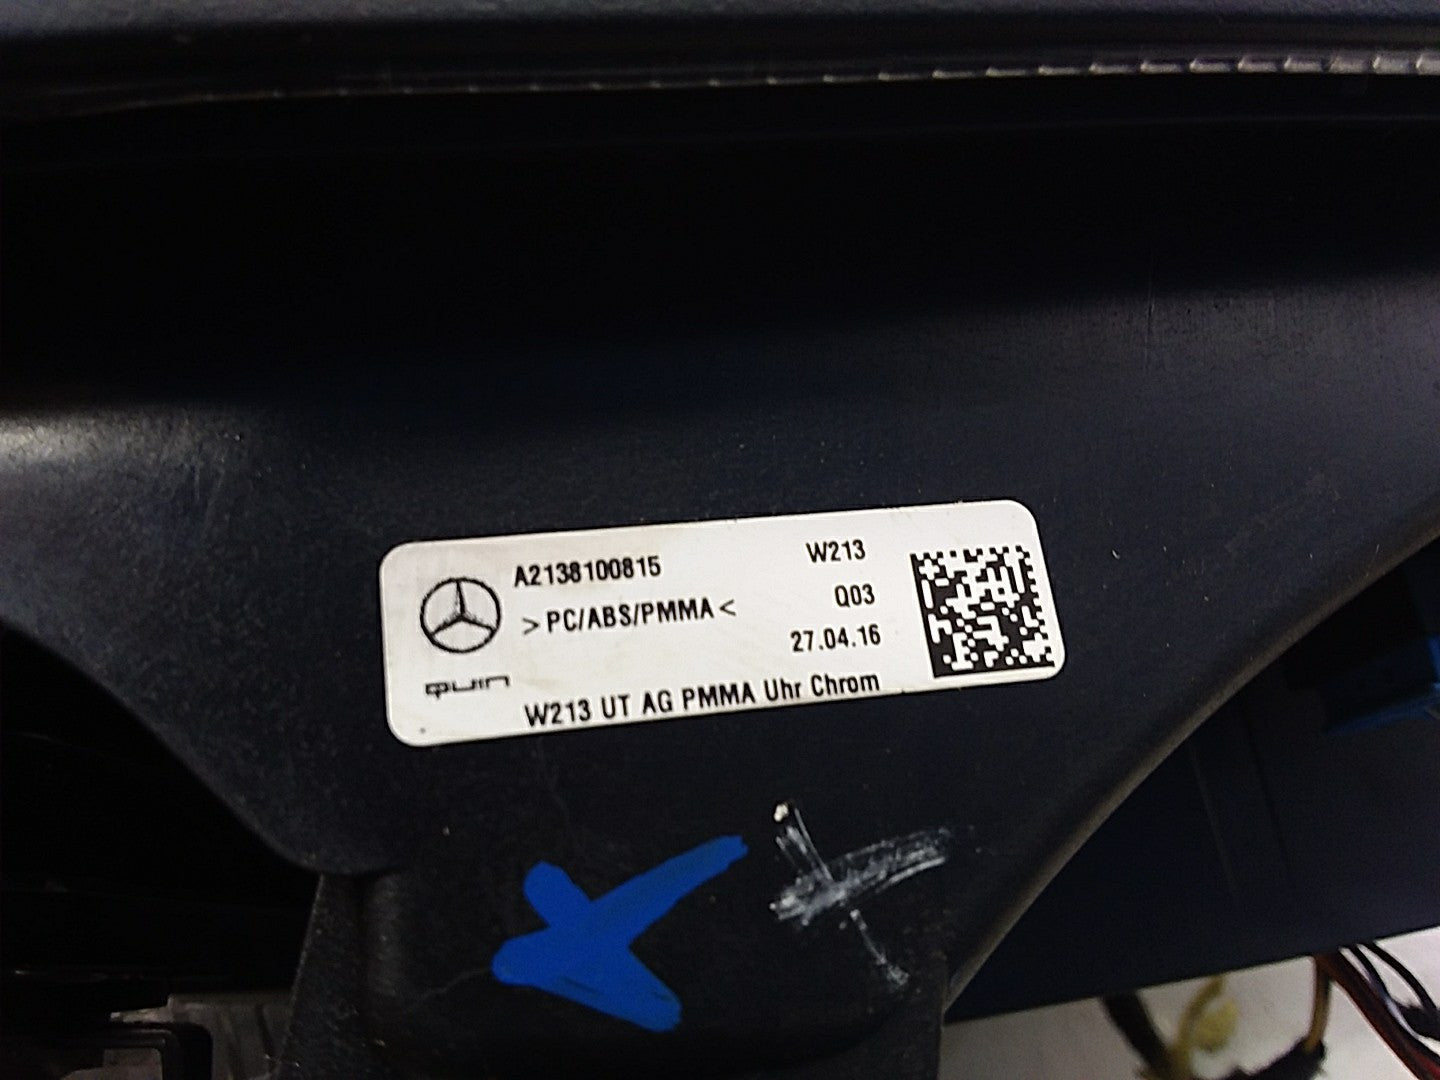 A2138100815
>PC/ABS/PMMA<
W213
Q03
27.04.16
quin
W213 UT AG PMMA Uhr Chrom